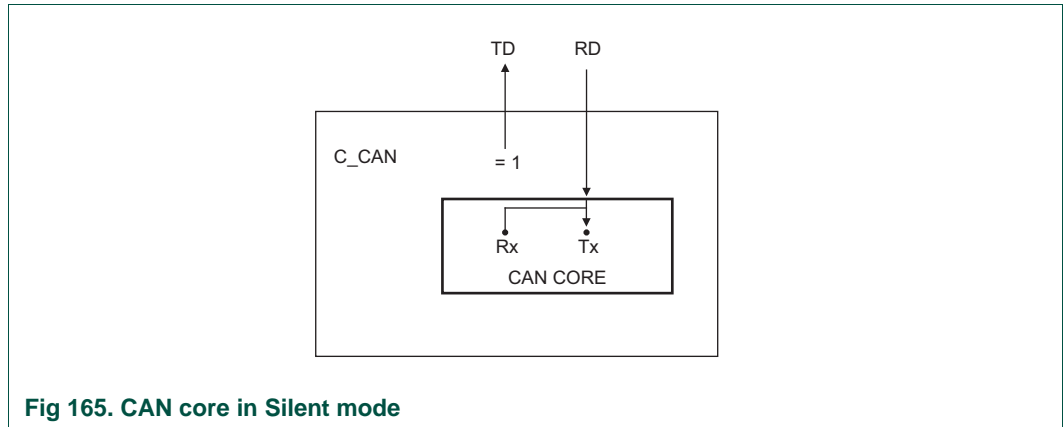 TD RD
C_CAN
= 1
Rx Tx
CAN CORE
Fig 165. CAN core in Silent mode